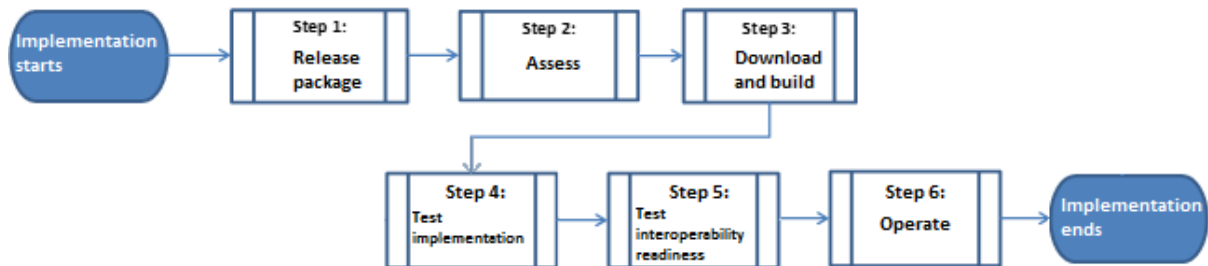 Implementation
starts
Step 1:
Release
package
Step 2:
Assess
Step 3:
Download
and build
Step 4:
Test
implementation
Step 5:
Test
interoperability
readiness
Step 6:
Operate
Implementation
ends